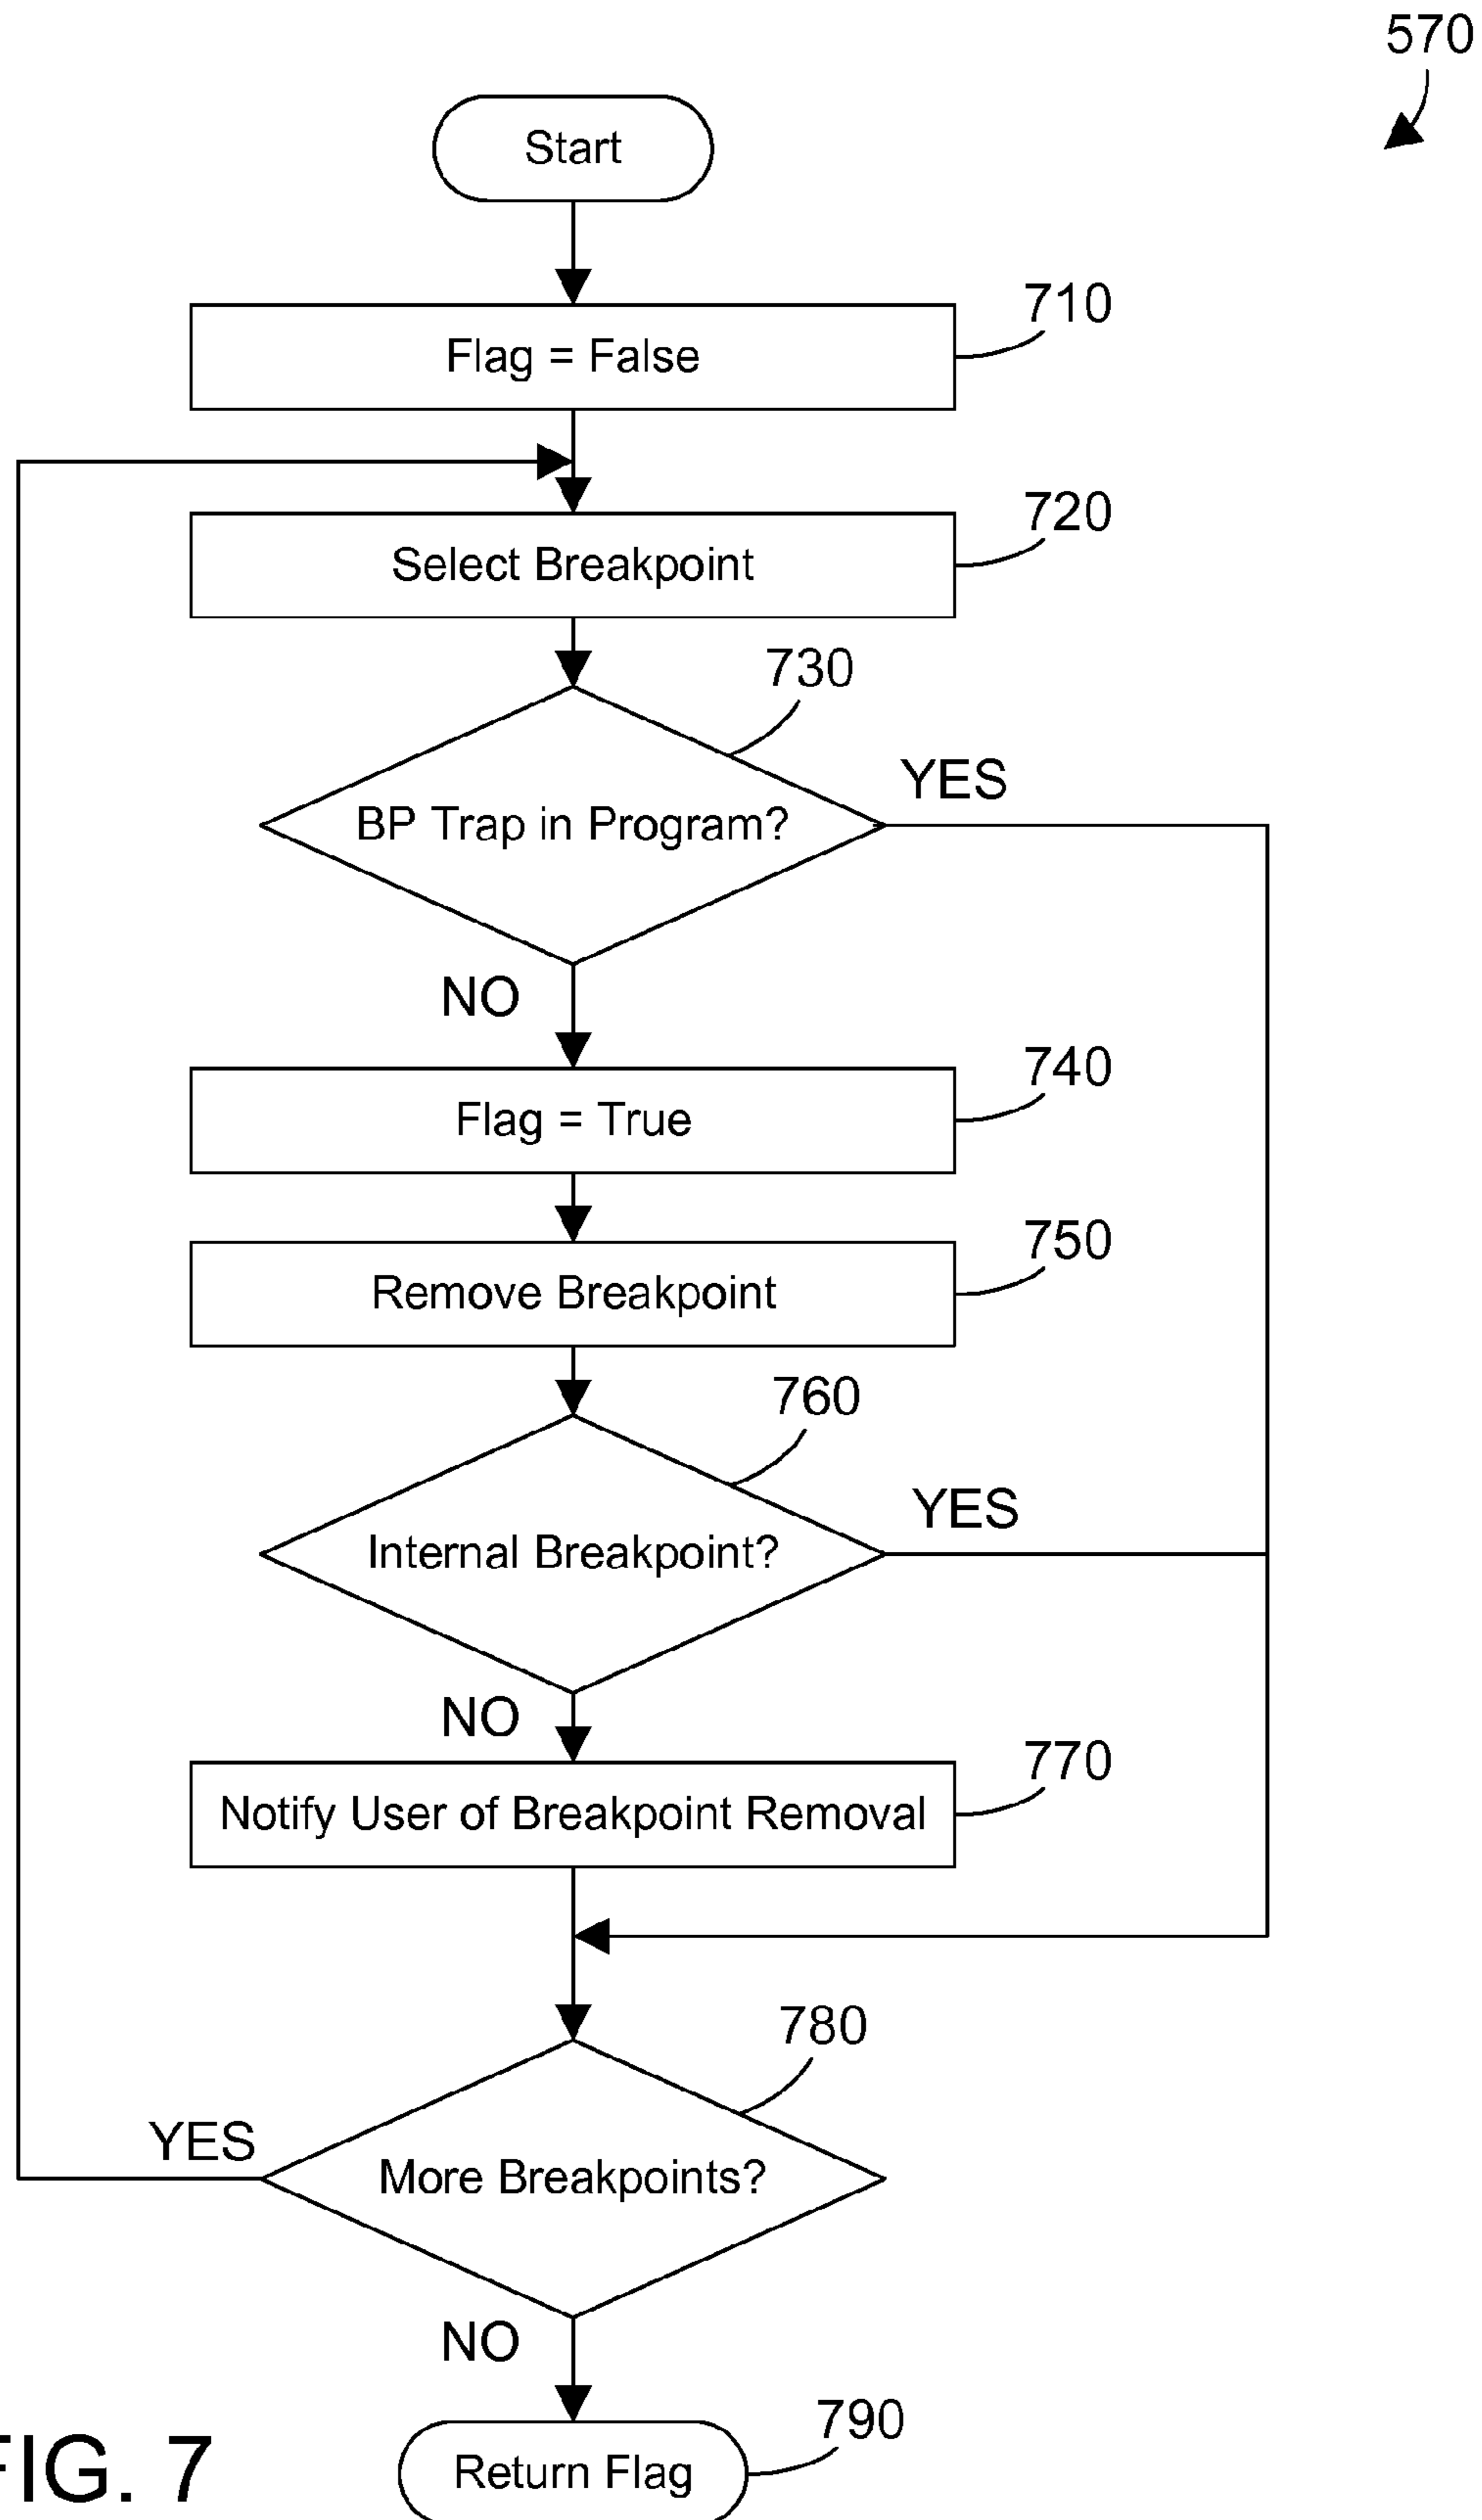 570
Start
710
Flag = False
720
Select Breakpoint
730
YES
BP Trap in Program?
NO
740
Flag = True
750
Remove Breakpoint
760
YES
Internal Breakpoint?
NO
770
Notify User of Breakpoint Removal
780
YES
More Breakpoints?
NO
790
Return Flag
FIG. 7